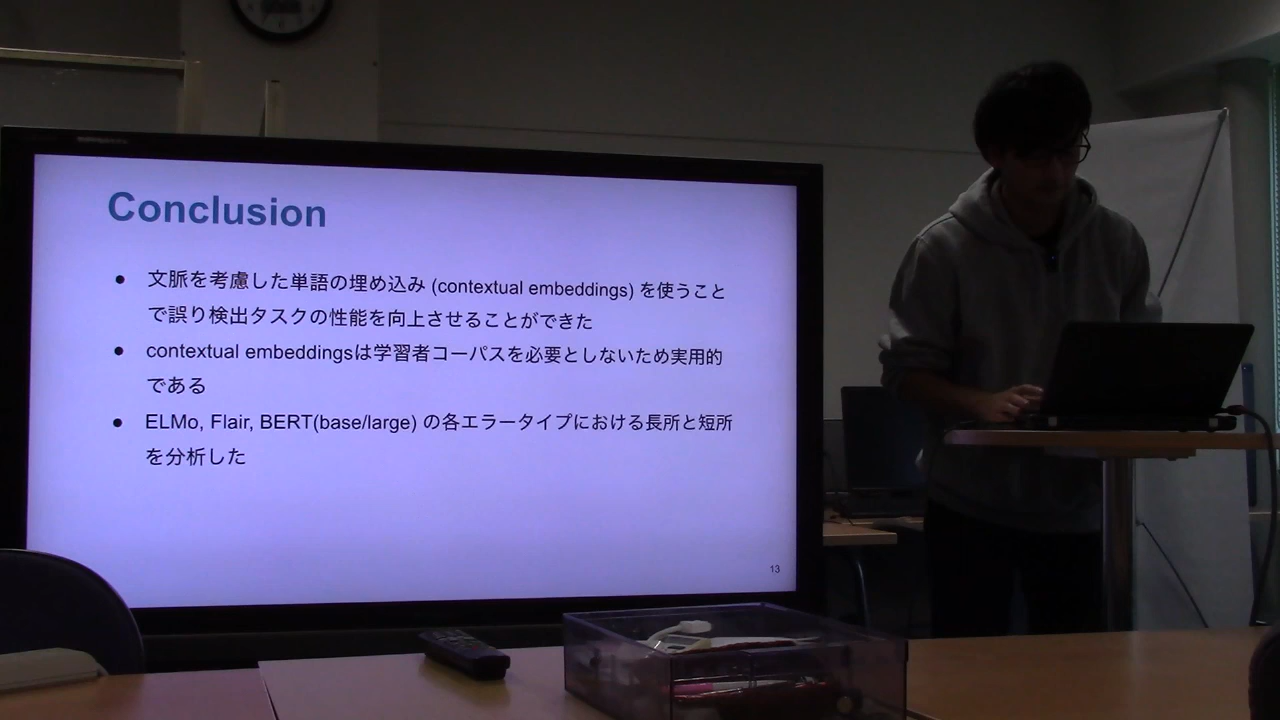 Conclusion
● 文脈を考慮した単語の埋め込み (contextual embeddings) を使うこと
で誤り検出タスクの性能を向上させることができた
● contextual embeddingsは学習者コーパスを必要としないため実用的
である
● ELMo, Flair, BERT(base/large) の各エラータイプにおける長所と短所
を分析した
13